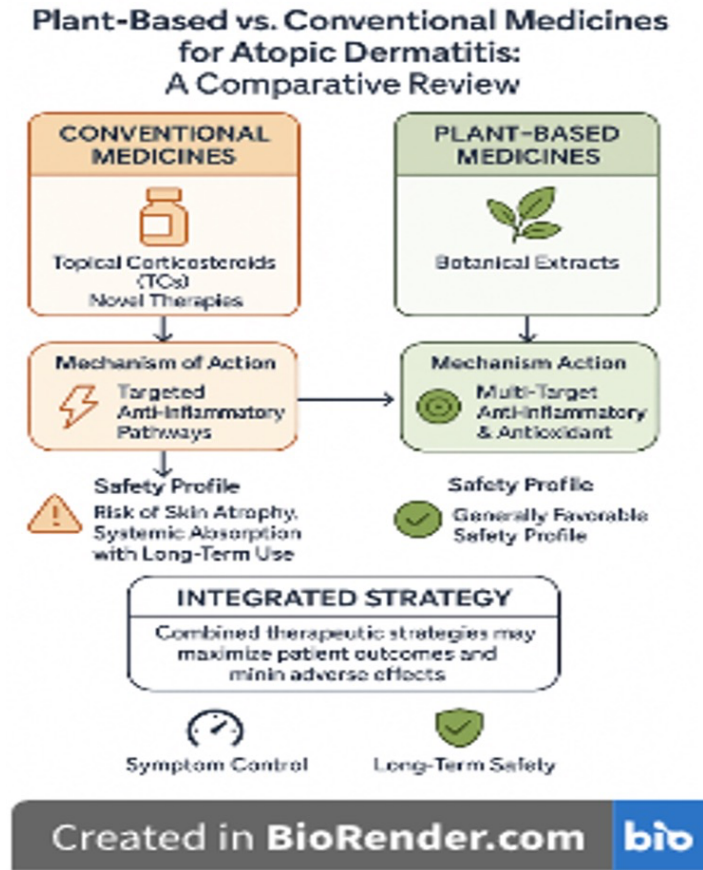 Plant-Based vs. Conventional Medicines
for Atopic Dermatitis:
A Comparative Review
CONVENTIONAL
MEDICINES
Topical Corticosteroids
(TCs)
Novel Therapies
Mechanism of Action
Targeted
Anti-Inflammatory
Pathways
Safety Profile
Risk of Skin Atrophy,
Systemic Absorption
with Long-Term Use
PLANT-BASED
MEDICINES
Botanical Extracts
Mechanism Action
Multi-Target
Anti-Inflammatory
& Antioxidant
Safety Profile
Generally Favorable
Safety Profile
INTEGRATED STRATEGY
Combined therapeutic strategies may
maximize patient outcomes and
minin adverse effects
Symptom Control
Long-Term Safety
Created in BioRender.com
bio